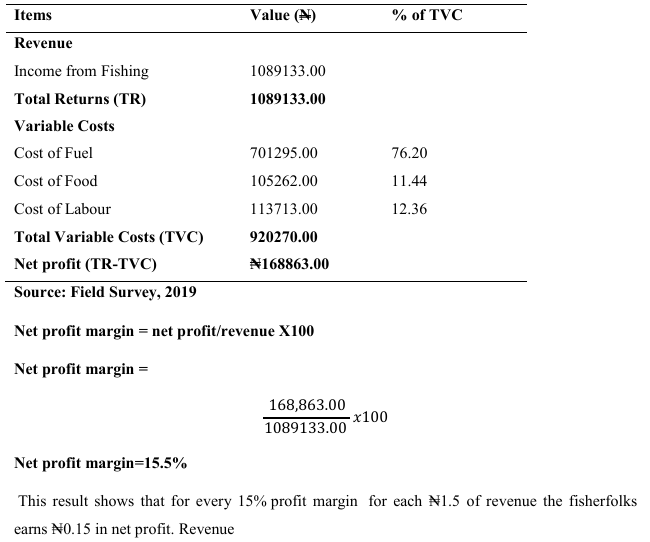 Items Value (₦) % of TVC
Revenue
Income from Fishing 1089133.00
Total Returns (TR) 1089133.00
Variable Costs
Cost of Fuel 701295.00 76.20
Cost of Food 105262.00 11.44
Cost of Labour 113713.00 12.36
Total Variable Costs (TVC) 920270.00
Net profit (TR-TVC) ₦168863.00
Source: Field Survey, 2019
Net profit margin = net profit/revenue X100
Net profit margin =
168,863.00
x100
1089133.00
Net profit margin=15.5%
This result shows that for every 15% profit margin for each ₦1.5 of revenue the fisherfolks
earns ₦0.15 in net profit. Revenue